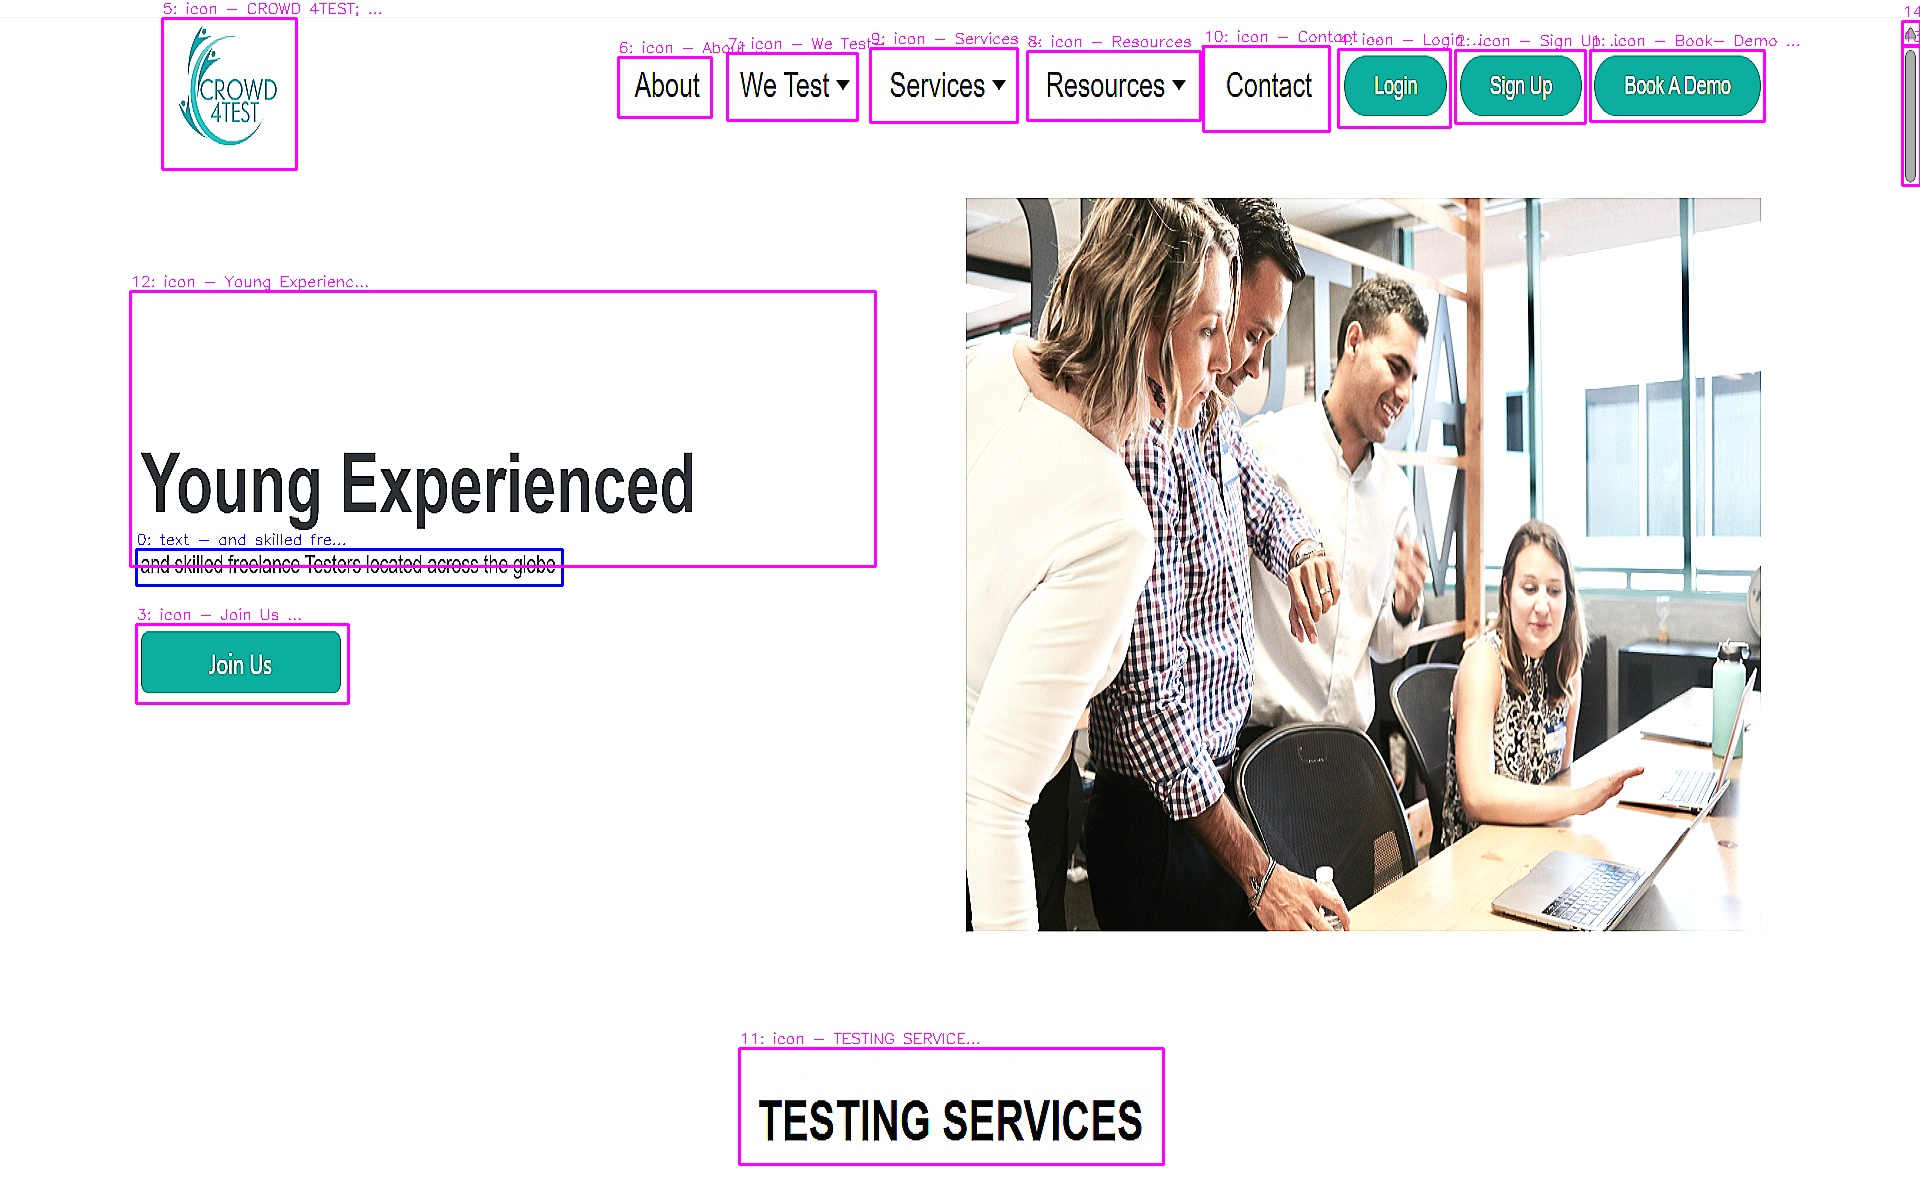 5: icon – CROWD 4TEST; ...
CROWD
4TEST
6: icon – About ...
7: icon – We Test–
9: icon – Services
8: icon – Resources
10: icon – Contact ...
4: icon – Login ...
2: icon – Sign Up ...
1: icon – Book– Demo ...
14
About
We Test
Services
Resources
Contact
Login
Sign Up
Book A Demo
12: icon – Young Experienc...
Young Experienced
0: text – and skilled fre...
and skilled freelance Testers located across the globe
3: icon – Join Us ...
Join Us
11: icon – TESTING SERVICE...
TESTING SERVICES